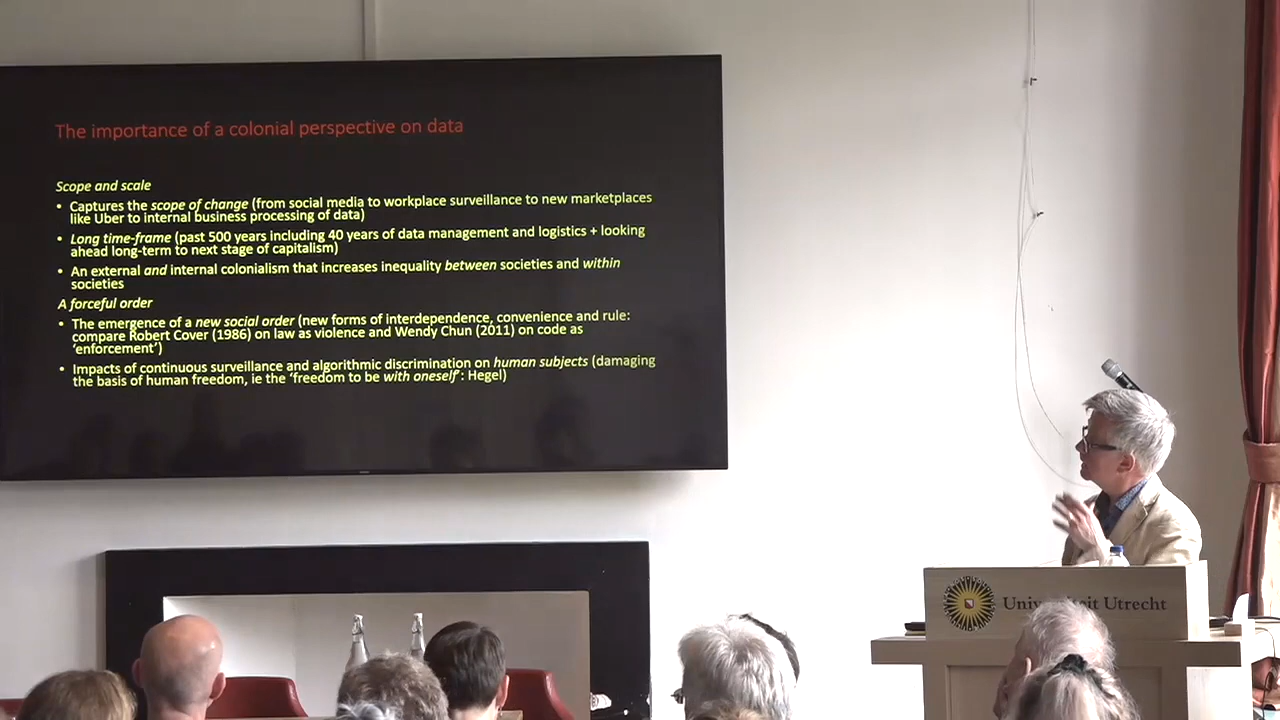 The importance of a colonial perspective on data
Scope and scale
• Captures the scope of change (from social media to workplace surveillance to new marketplaces
like Uber to internal business processing of data)
• Long time-frame (past 500 years including 40 years of data management and logistics + looking
ahead long-term to next stage of capitalism)
• An external and internal colonialism that increases inequality between societies and within
societies
A forceful order
• The emergence of a new social order (new forms of interdependence, convenience and rule:
compare Robert Cover (1986) on law as violence and Wendy Chun (2011) on code as
‘enforcement’)
• Impacts of continuous surveillance and algorithmic discrimination on human subjects (damaging
the basis of human freedom, ie the ‘freedom to be with oneself’: Hegel)
Universiteit Utrecht